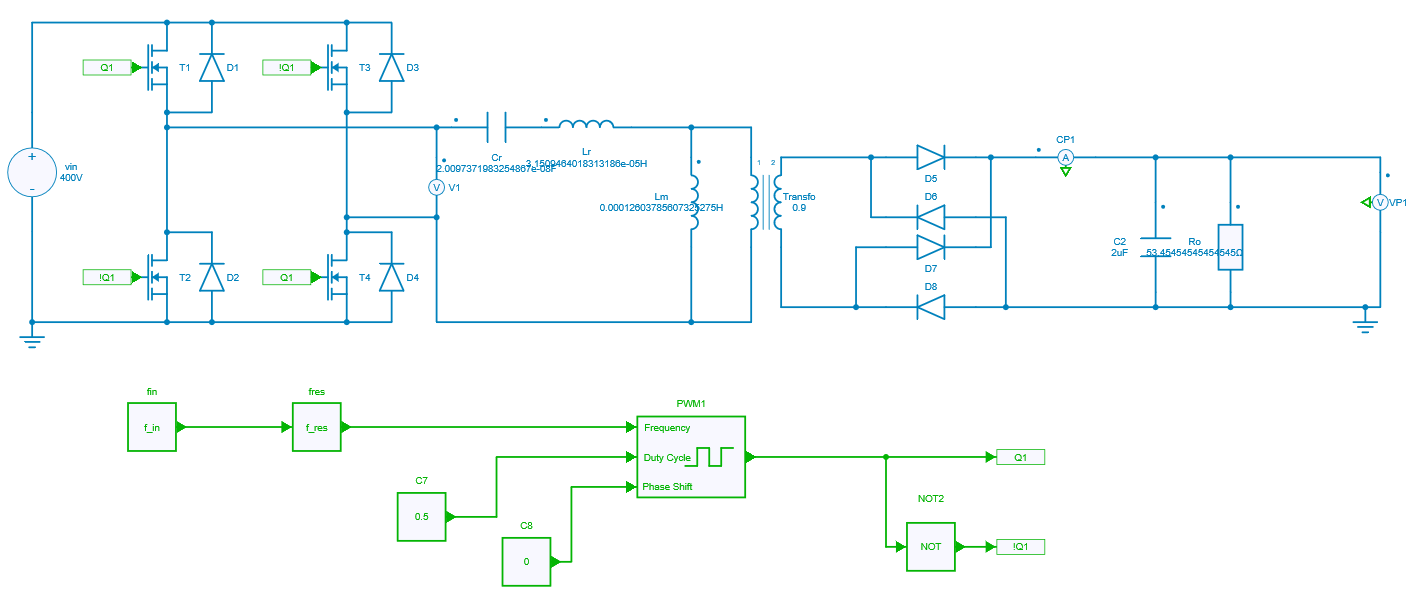 Q1
T1
D1
!Q1
T3
D3
CP1
A
+
vin
400V
-
Cr
2.0097371983254867e-08F
Lr
3.1509464018313186e-05H
V
V1
1
2
D5
D6
Lm
0.00012603785607325275H
Transfo
0.9
V
VP1
D7
C2
2uF
Ro
53.45454545454545Ω
!Q1
T2
D2
Q1
T4
D4
D8
fin
f_in
fres
f_res
PWM1
Frequency
Duty Cycle
Phase Shift
Q1
C7
0.5
NOT2
C8
0
NOT
!Q1